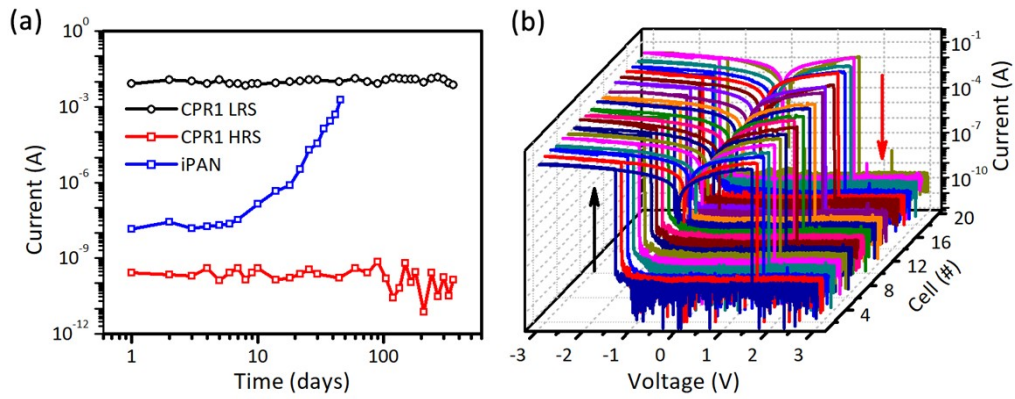 (a)
10^0
10^-3
10^-6
10^-9
10^-12
Current (A)
CPR1 LRS
CPR1 HRS
iPAN
1
10
100
Time (days)
(b)
10^-1
10^-4
10^-7
10^-10
Current (A)
20
16
12
8
4
Cell (#)
-3
-2
-1
0
1
2
3
Voltage (V)